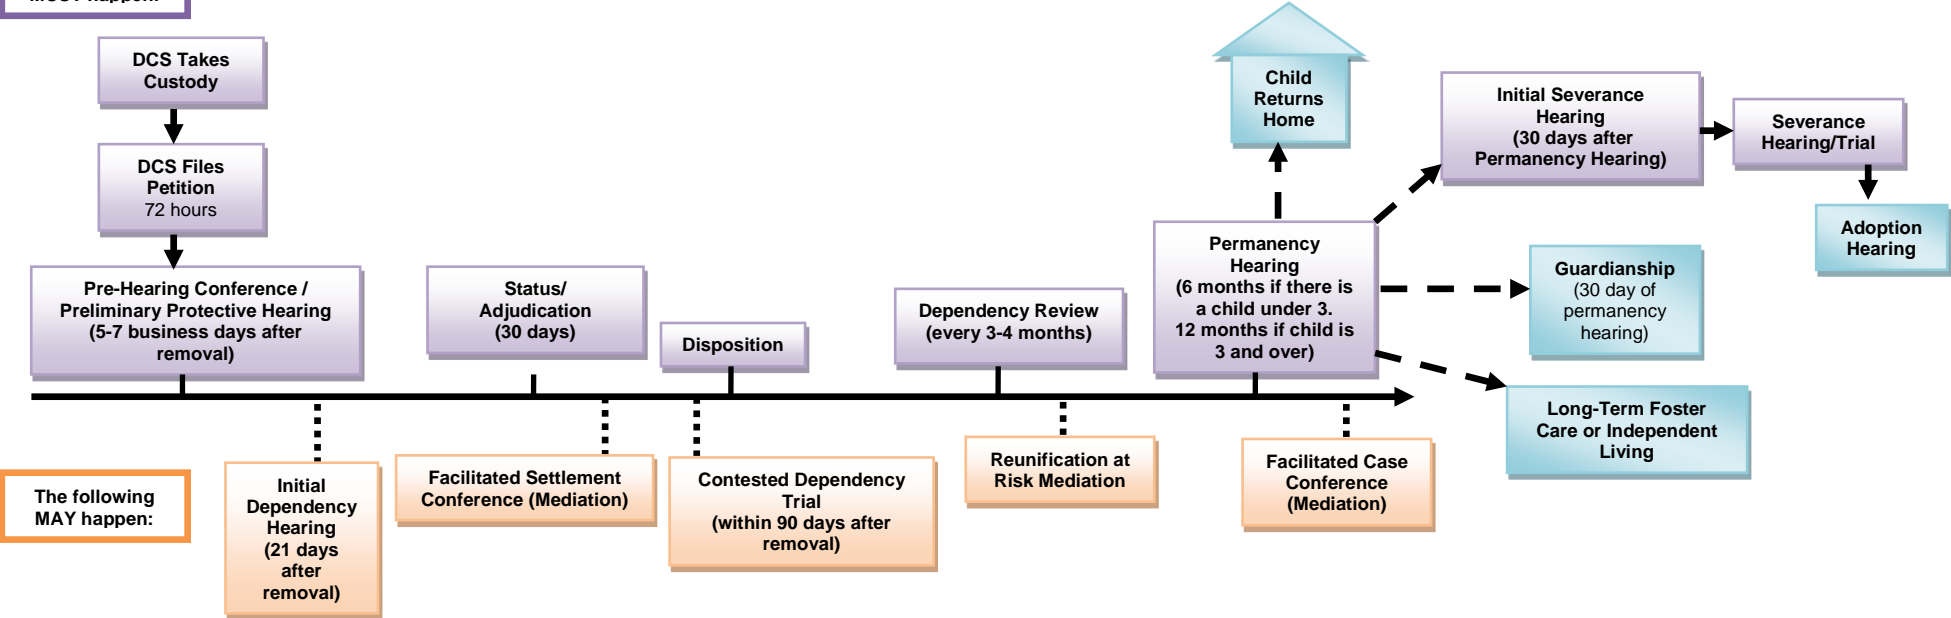 MUST happen:
DCS Takes
Custody
DCS Files
Petition
72 hours
Pre-Hearing Conference /
Preliminary Protective Hearing
(5-7 business days after
removal)
Status/
Adjudication
(30 days)
Disposition
Dependency Review
(every 3-4 months)
Permanency
Hearing
(6 months if there is
a child under 3.
12 months if child is
3 and over)
Child
Returns
Home
Initial Severance
Hearing
(30 days after
Permanency Hearing)
Severance
Hearing/Trial
Adoption
Hearing
Guardianship
(30 day of
permanency
hearing)
Long-Term Foster
Care or Independent
Living
The following
MAY happen:
Initial
Dependency
Hearing
(21 days
after
removal)
Facilitated Settlement
Conference (Mediation)
Contested Dependency
Trial
(within 90 days after
removal)
Reunification at
Risk Mediation
Facilitated Case
Conference
(Mediation)